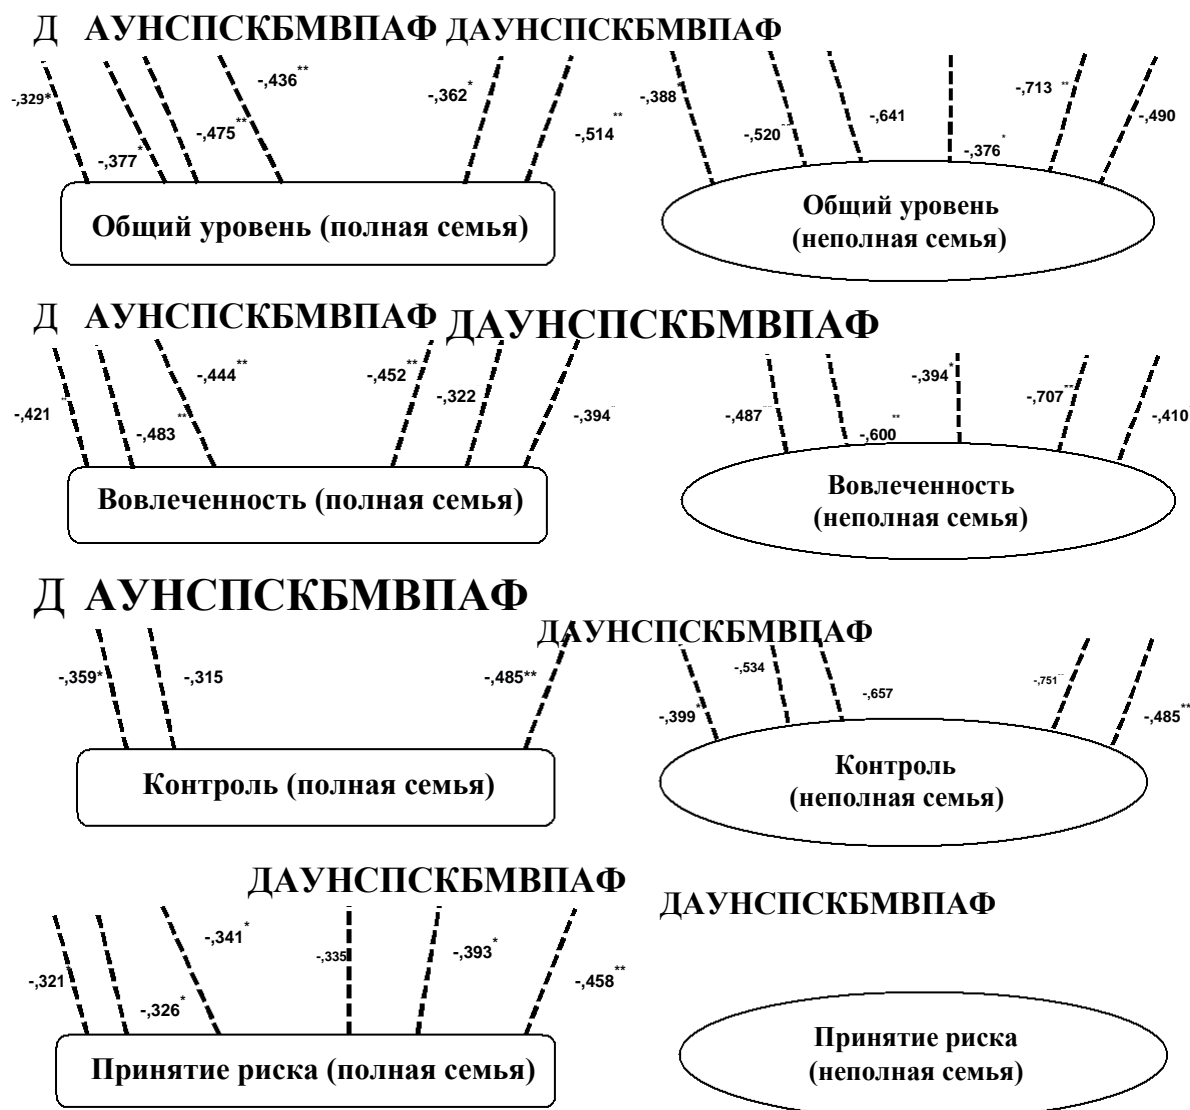 Д АУНСПСКБМВПАФ ДАУНСПСКБМВПАФ
-,329* -,377* -,475** -,436** -,362* -,514** -,388* -,520** -,641 -,376* -,713** -,490
Общий уровень (полная семья)
Общий уровень
(неполная семья)
Д АУНСПСКБМВПАФ ДАУНСПСКБМВПАФ
-,421 -,483** -,444** -,452** -,322 -,394 -,487 -,600** -,394* -,707** -,410
Вовлеченность (полная семья)
Вовлеченность
(неполная семья)
Д АУНСПСКБМВПАФ
ДАУНСПСКБМВПАФ
-,359* -,315 -,485** -,399* -,534 -,657 -,751** -,485**
Контроль (полная семья)
Контроль
(неполная семья)
ДАУНСПСКБМВПАФ
ДАУНСПСКБМВПАФ
-,321 -,326* -,341* -,335 -,393* -,458**
Принятие риска (полная семья)
Принятие риска
(неполная семья)